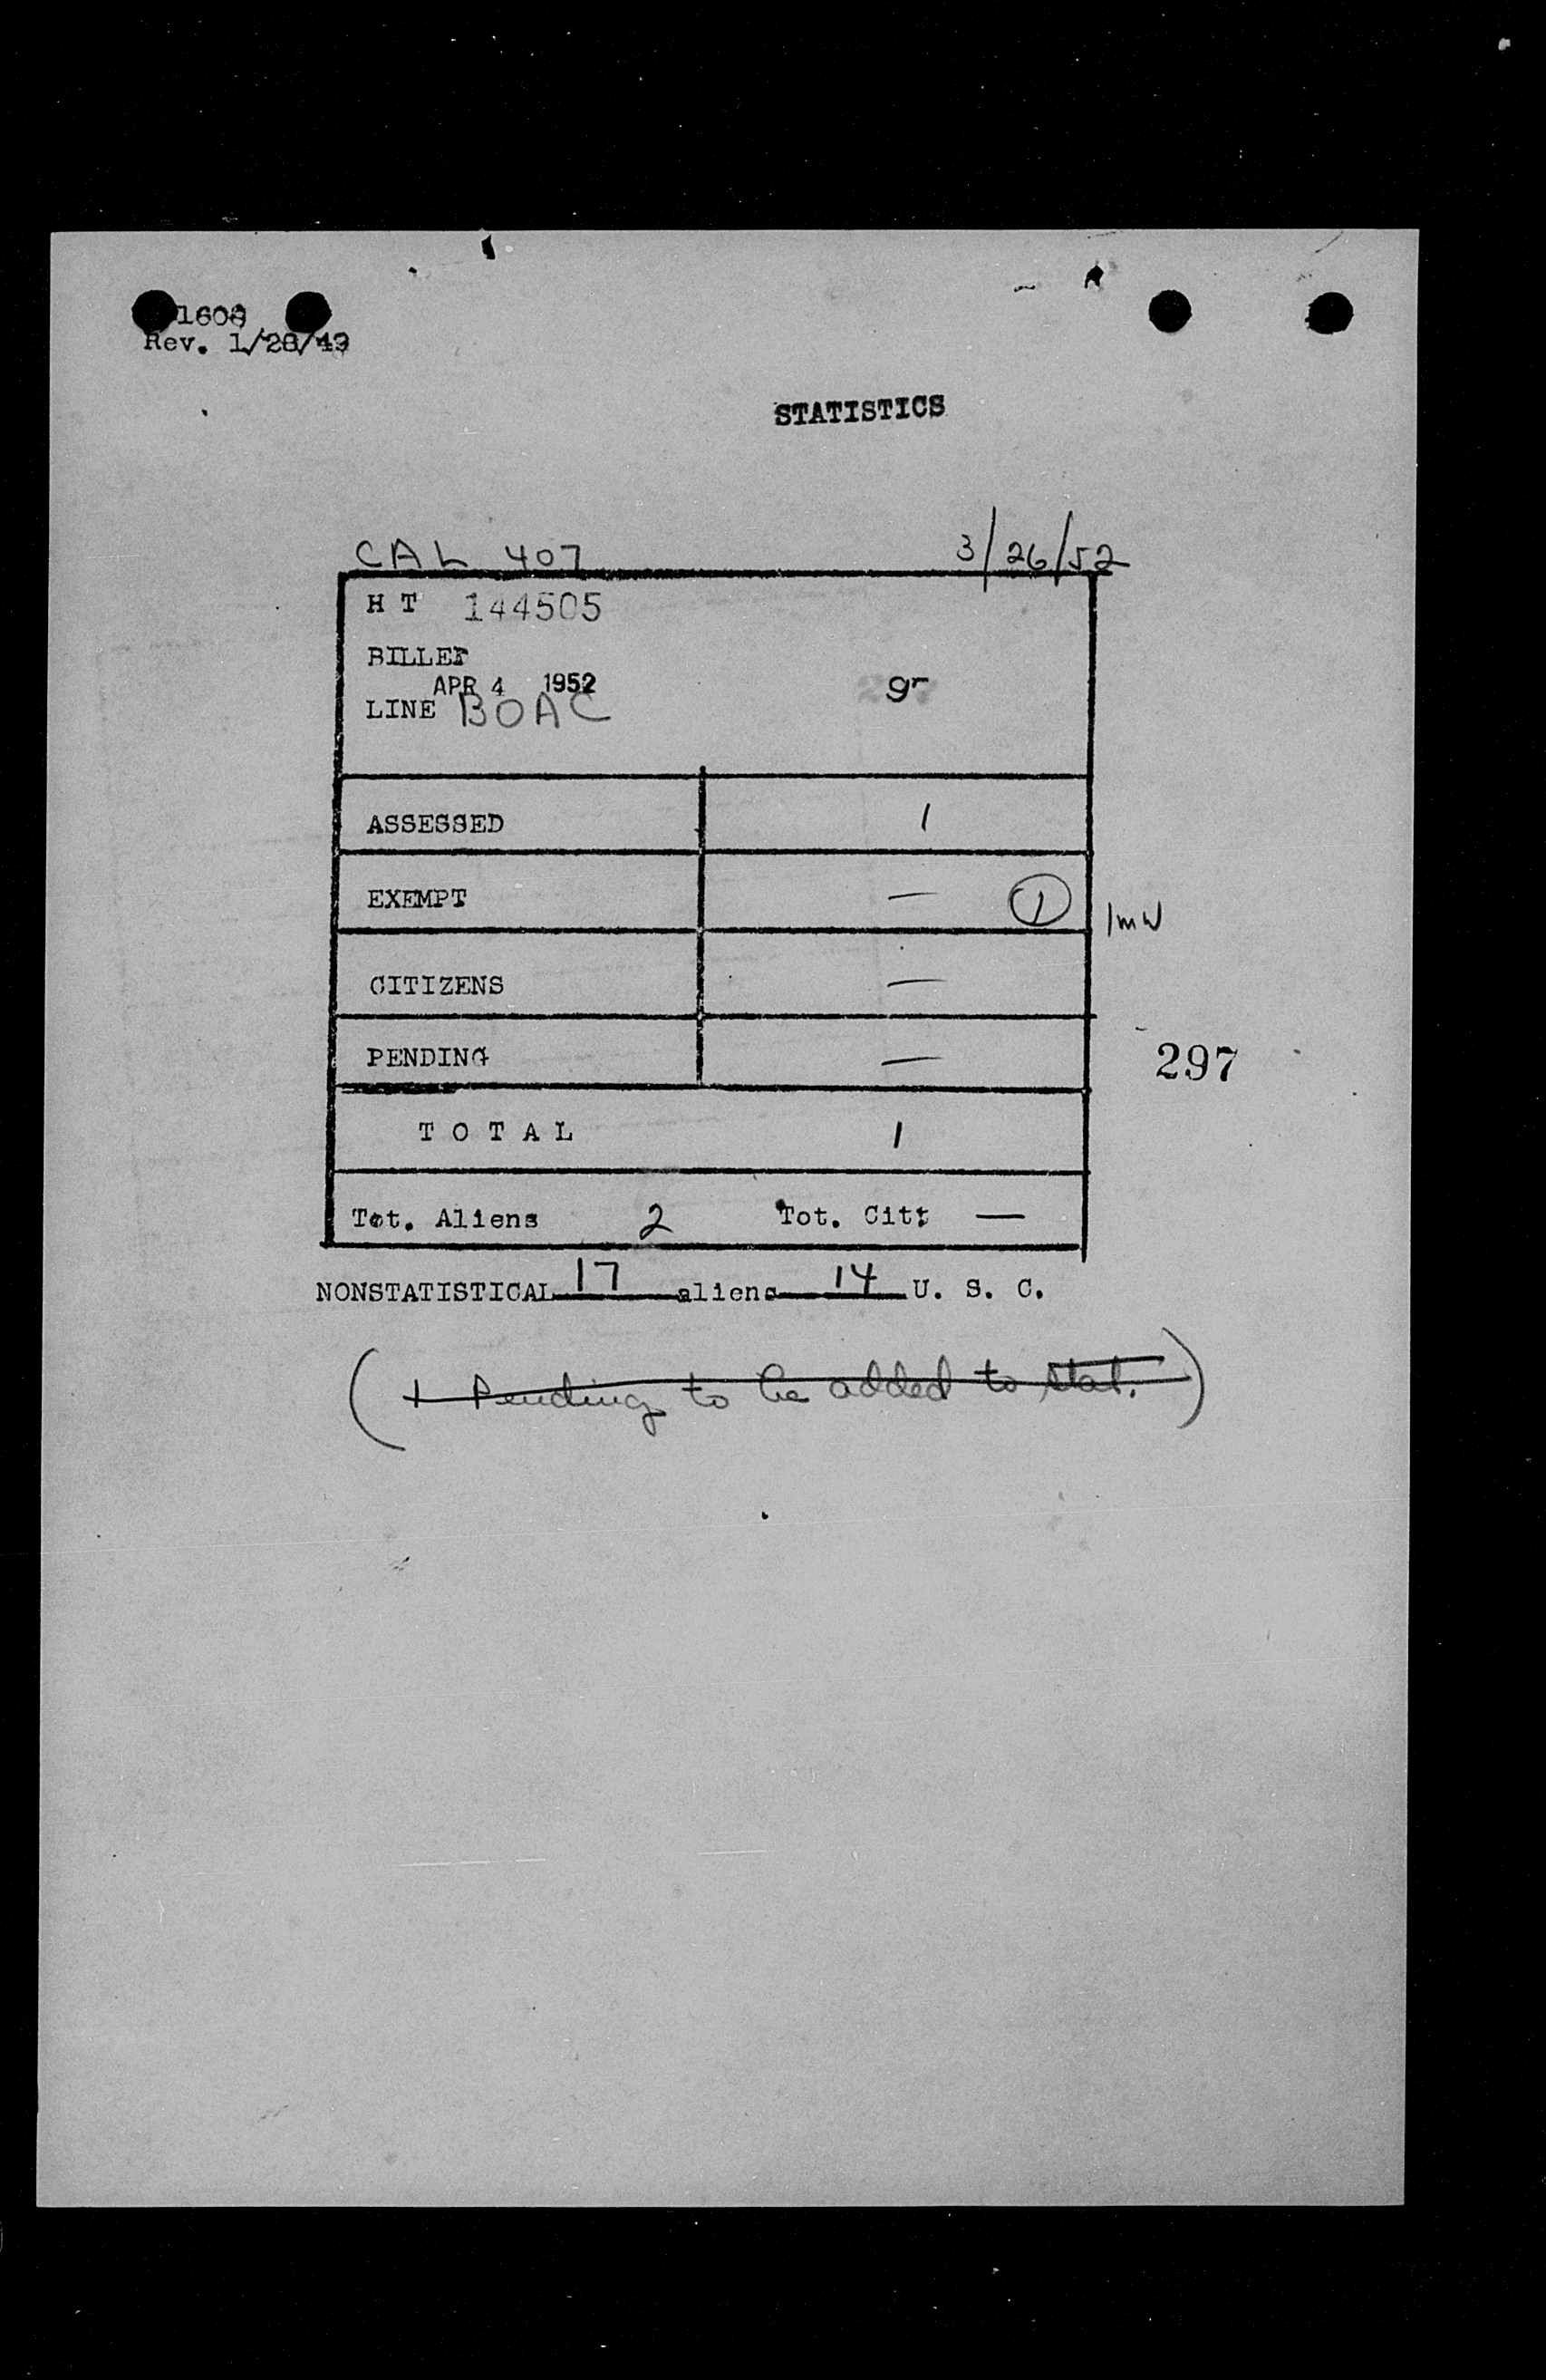 1608
Rev. 1/28/49
STATISTICS
CAL 407 3/26/52
H T 144505
BILLED
APR 4 1952
LINE BOAC
ASSESSED 1
EXEMPT — 1 1mW
CITIZENS —
PENDING — 297
T O T A L 1
Tot. Aliens 2 Tot. Cit: —
NONSTATISTICAL 17 aliens 14 U. S. C.
(1 Pending to be added to stat.)